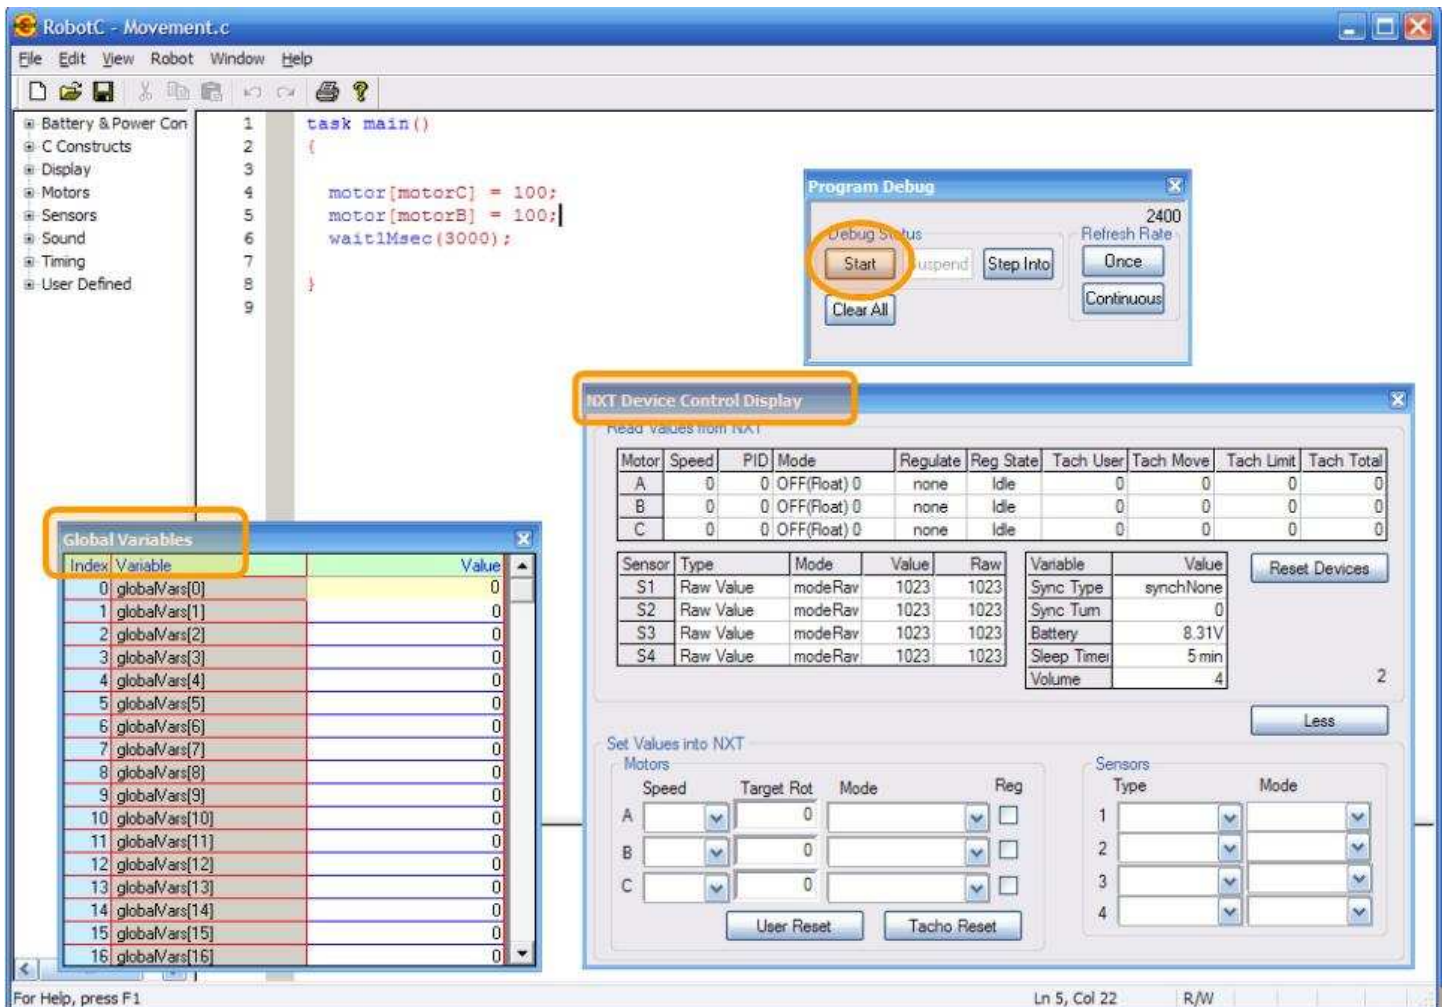 RobotC - Movement.c
File Edit View Robot Window Help
Battery & Power Con
C Constructs
Display
Motors
Sensors
Sound
Timing
User Defined
1 task main()
2 {
3
4 motor[motorC] = 100;
5 motor[motorB] = 100;
6 wait1Msec(3000);
7
8 }
9
Program Debug
2400
Debug Status Refresh Rate
Start Suspend Step Into Once
Clear All Continuous
NXT Device Control Display
Read Values from NXT
Motor Speed PID Mode Regulate Reg State Tach User Tach Move Tach Limit Tach Total
A 0 0 OFF(Float) 0 none Idle 0 0 0 0
B 0 0 OFF(Float) 0 none Idle 0 0 0 0
C 0 0 OFF(Float) 0 none Idle 0 0 0 0
Sensor Type Mode Value Raw
S1 Raw Value modeRav 1023 1023
S2 Raw Value modeRav 1023 1023
S3 Raw Value modeRav 1023 1023
S4 Raw Value modeRav 1023 1023
Variable Value
Sync Type synchNone
Sync Turn 0
Battery 8.31V
Sleep Timer 5 min
Volume 4
Reset Devices
2
Less
Set Values into NXT
Motors
Speed Target Rot Mode Reg
A 0
B 0
C 0
User Reset Tacho Reset
Sensors
Type Mode
1
2
3
4
Global Variables
Index Variable Value
0 globalVars[0] 0
1 globalVars[1] 0
2 globalVars[2] 0
3 globalVars[3] 0
4 globalVars[4] 0
5 globalVars[5] 0
6 globalVars[6] 0
7 globalVars[7] 0
8 globalVars[8] 0
9 globalVars[9] 0
10 globalVars[10] 0
11 globalVars[11] 0
12 globalVars[12] 0
13 globalVars[13] 0
14 globalVars[14] 0
15 globalVars[15] 0
16 globalVars[16] 0
For Help, press F1 Ln 5, Col 22 R/W